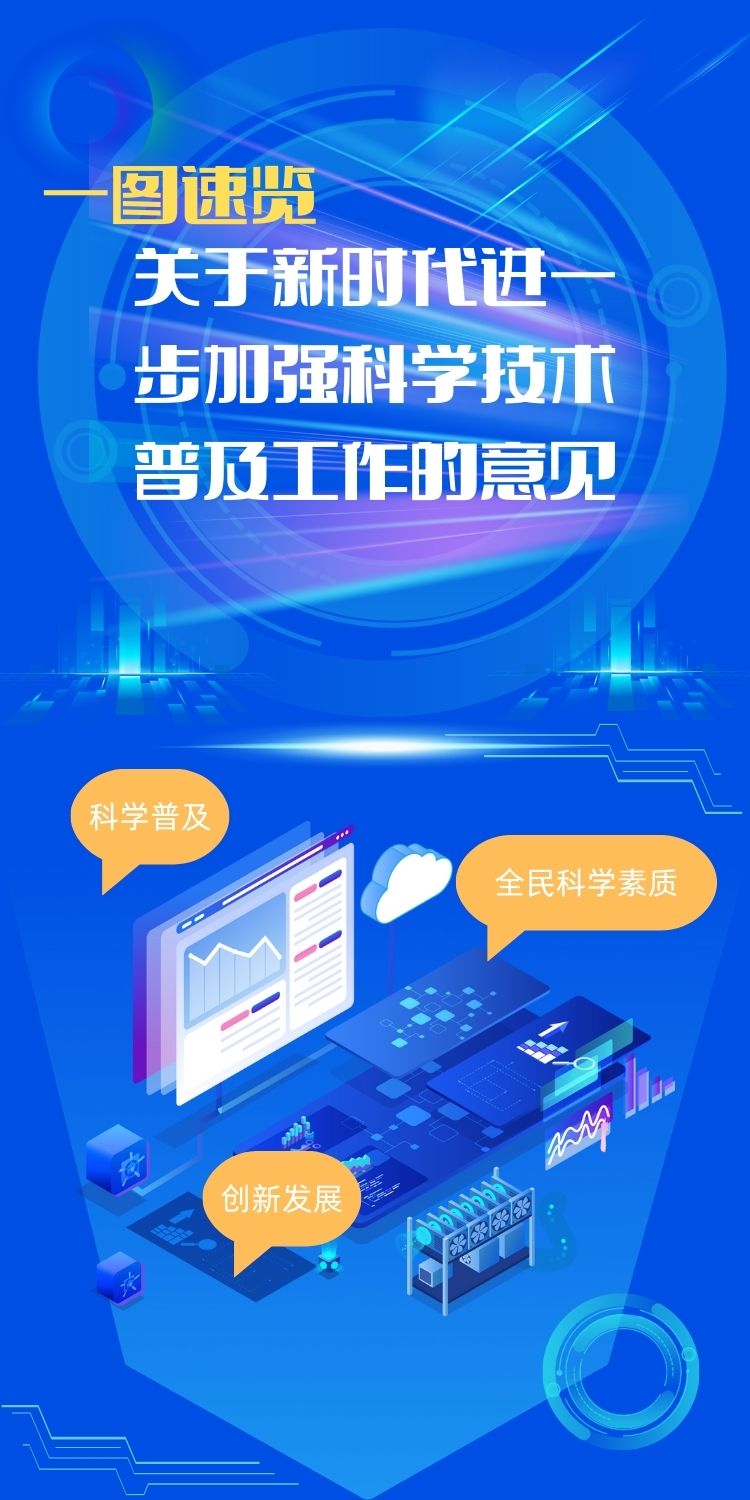 一图速览
关于新时代进一
步加强科学技术
普及工作的意见
科学普及
全民科学素质
创新发展